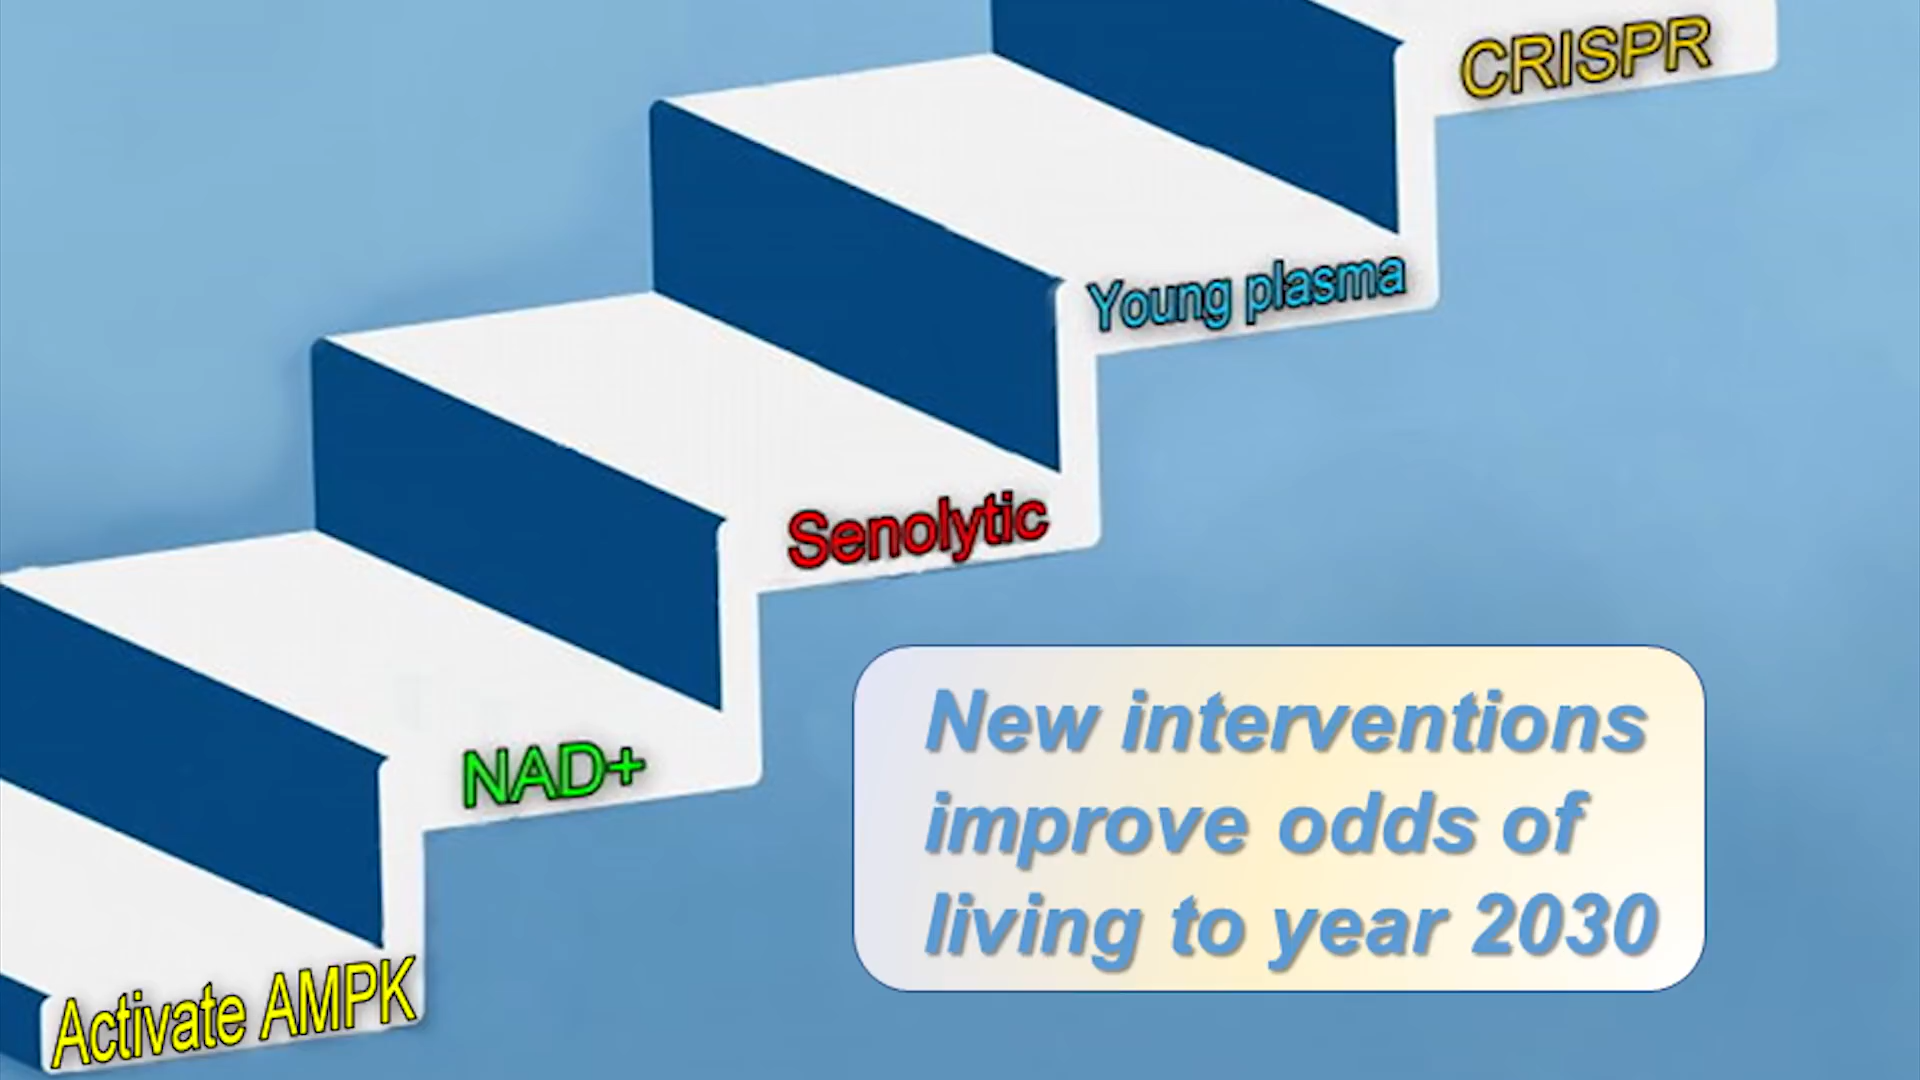 CRISPR
Young plasma
Senolytic
NAD+
Activate AMPK
New interventions
improve odds of
living to year 2030